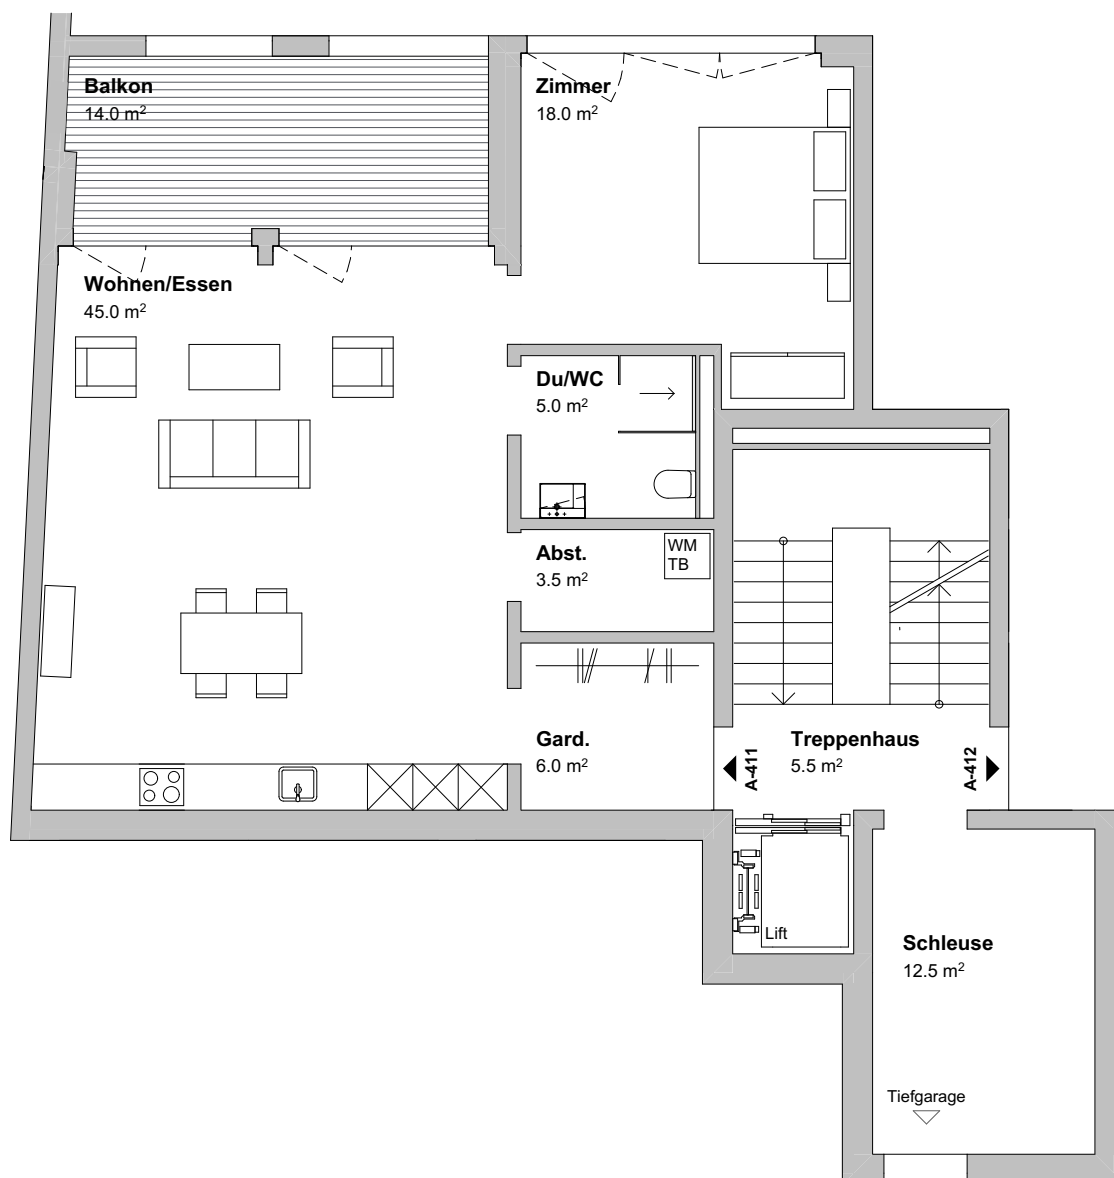 Balkon
14.0 m²
Zimmer
18.0 m²
Wohnen/Essen
45.0 m²
Du/WC
5.0 m²
Abst.
3.5 m²
WM
TB
Gard.
6.0 m²
A-411
Treppenhaus
5.5 m²
A-412
Lift
Schleuse
12.5 m²
Tiefgarage